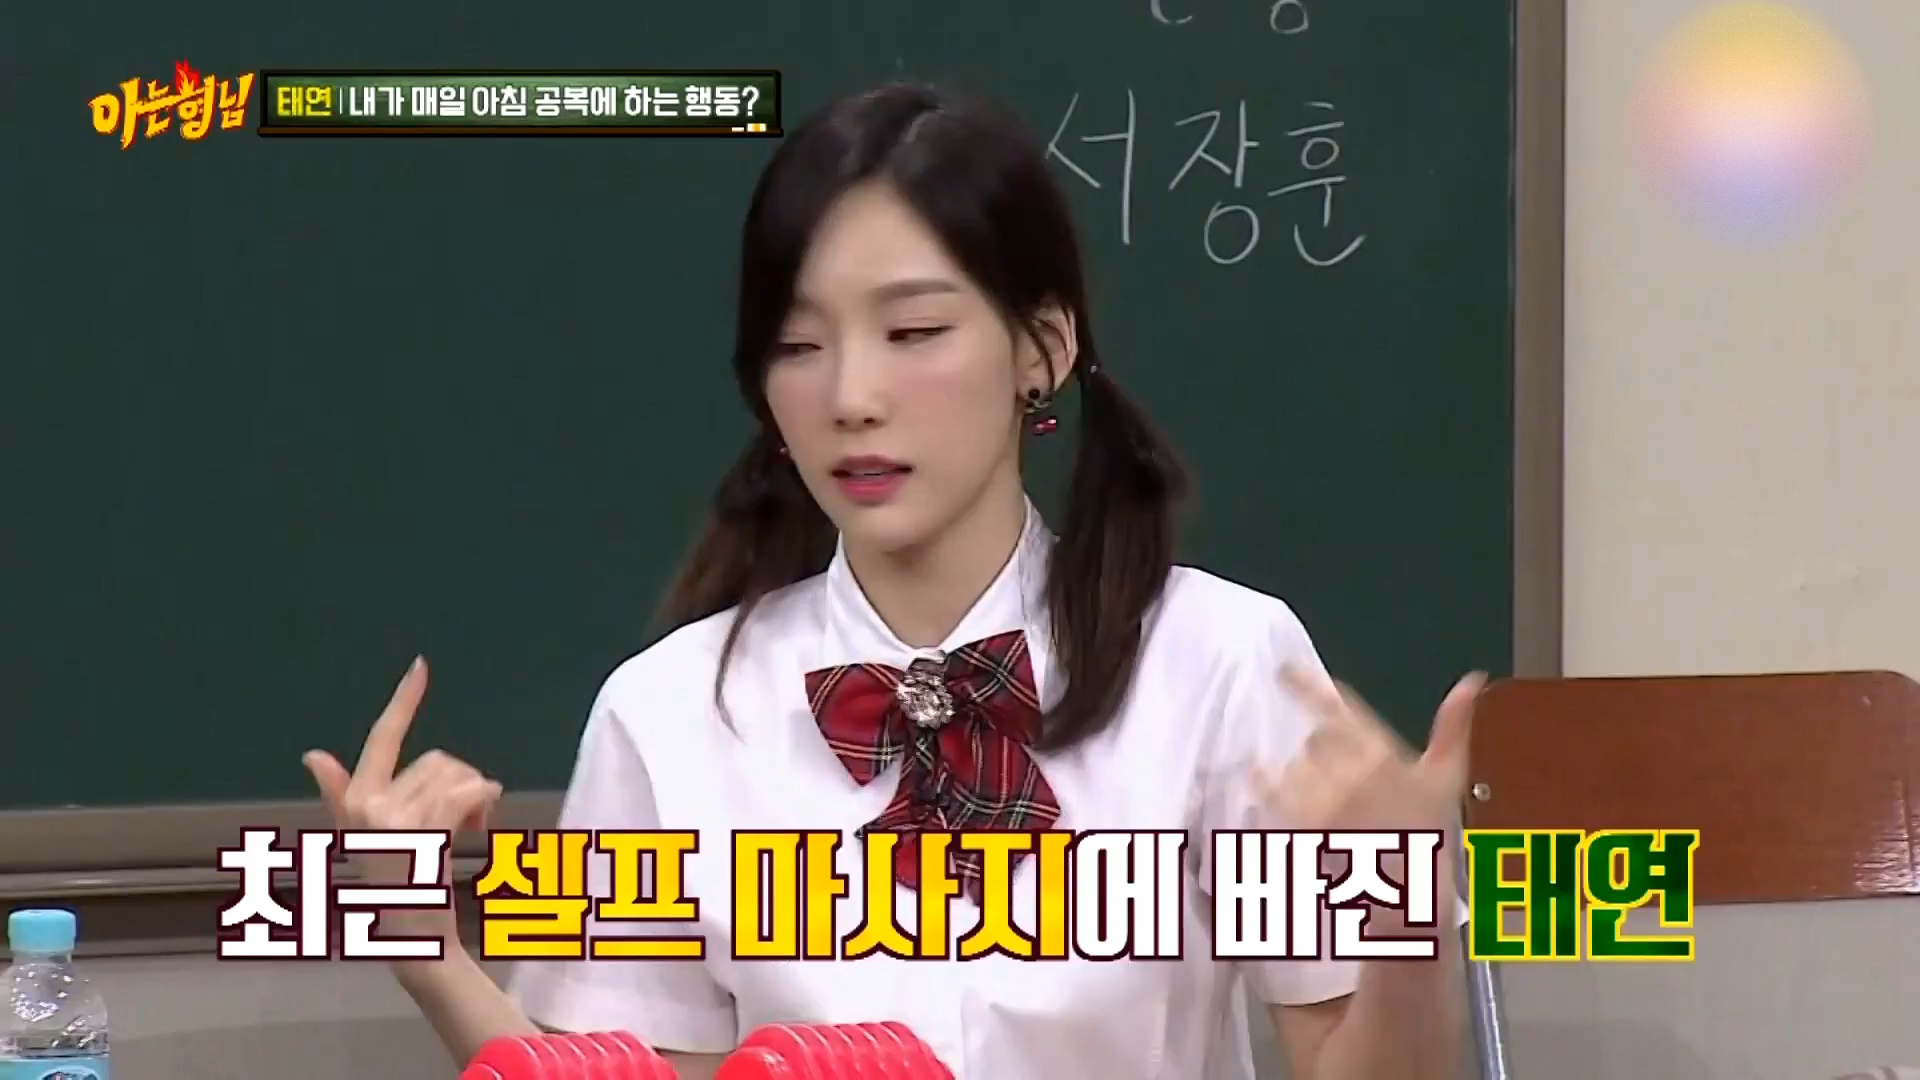 아는형님
태연 | 내가 매일 아침 공복에 하는 행동?
서장훈
최근 셀프 마사지에 빠진 태연